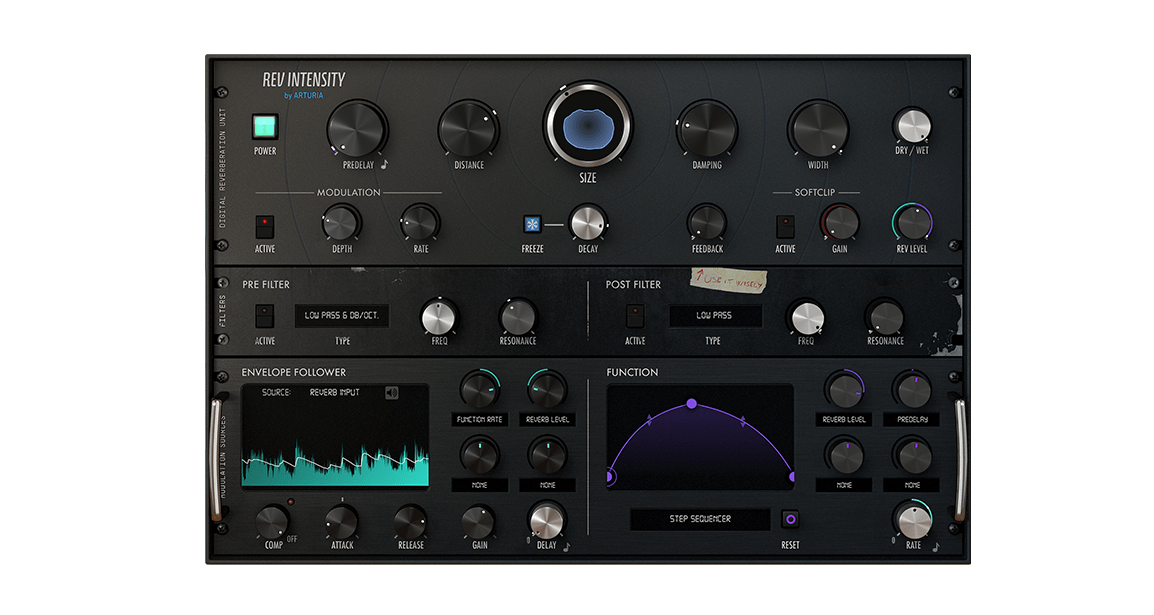 REV INTENSITY
by ARTURIA
DIGITAL REVERBERATION UNIT
POWER
PREDELAY
DISTANCE
SIZE
DAMPING
WIDTH
DRY / WET
MODULATION
SOFTCLIP
ACTIVE
DEPTH
RATE
FREEZE
DECAY
FEEDBACK
ACTIVE
GAIN
REV LEVEL
FILTERS
PRE FILTER
LOW PASS 6 DB/OCT.
ACTIVE
TYPE
FREQ
RESONANCE
POST FILTER
USE IT WISELY
LOW PASS
ACTIVE
TYPE
FREQ
RESONANCE
MODULATION SOURCES
ENVELOPE FOLLOWER
SOURCE: REVERB INPUT
FUNCTION RATE
REVERB LEVEL
NONE
NONE
OFF
0
COMP
ATTACK
RELEASE
GAIN
DELAY
FUNCTION
REVERB LEVEL
PREDELAY
NONE
NONE
STEP SEQUENCER
RESET
0
RATE